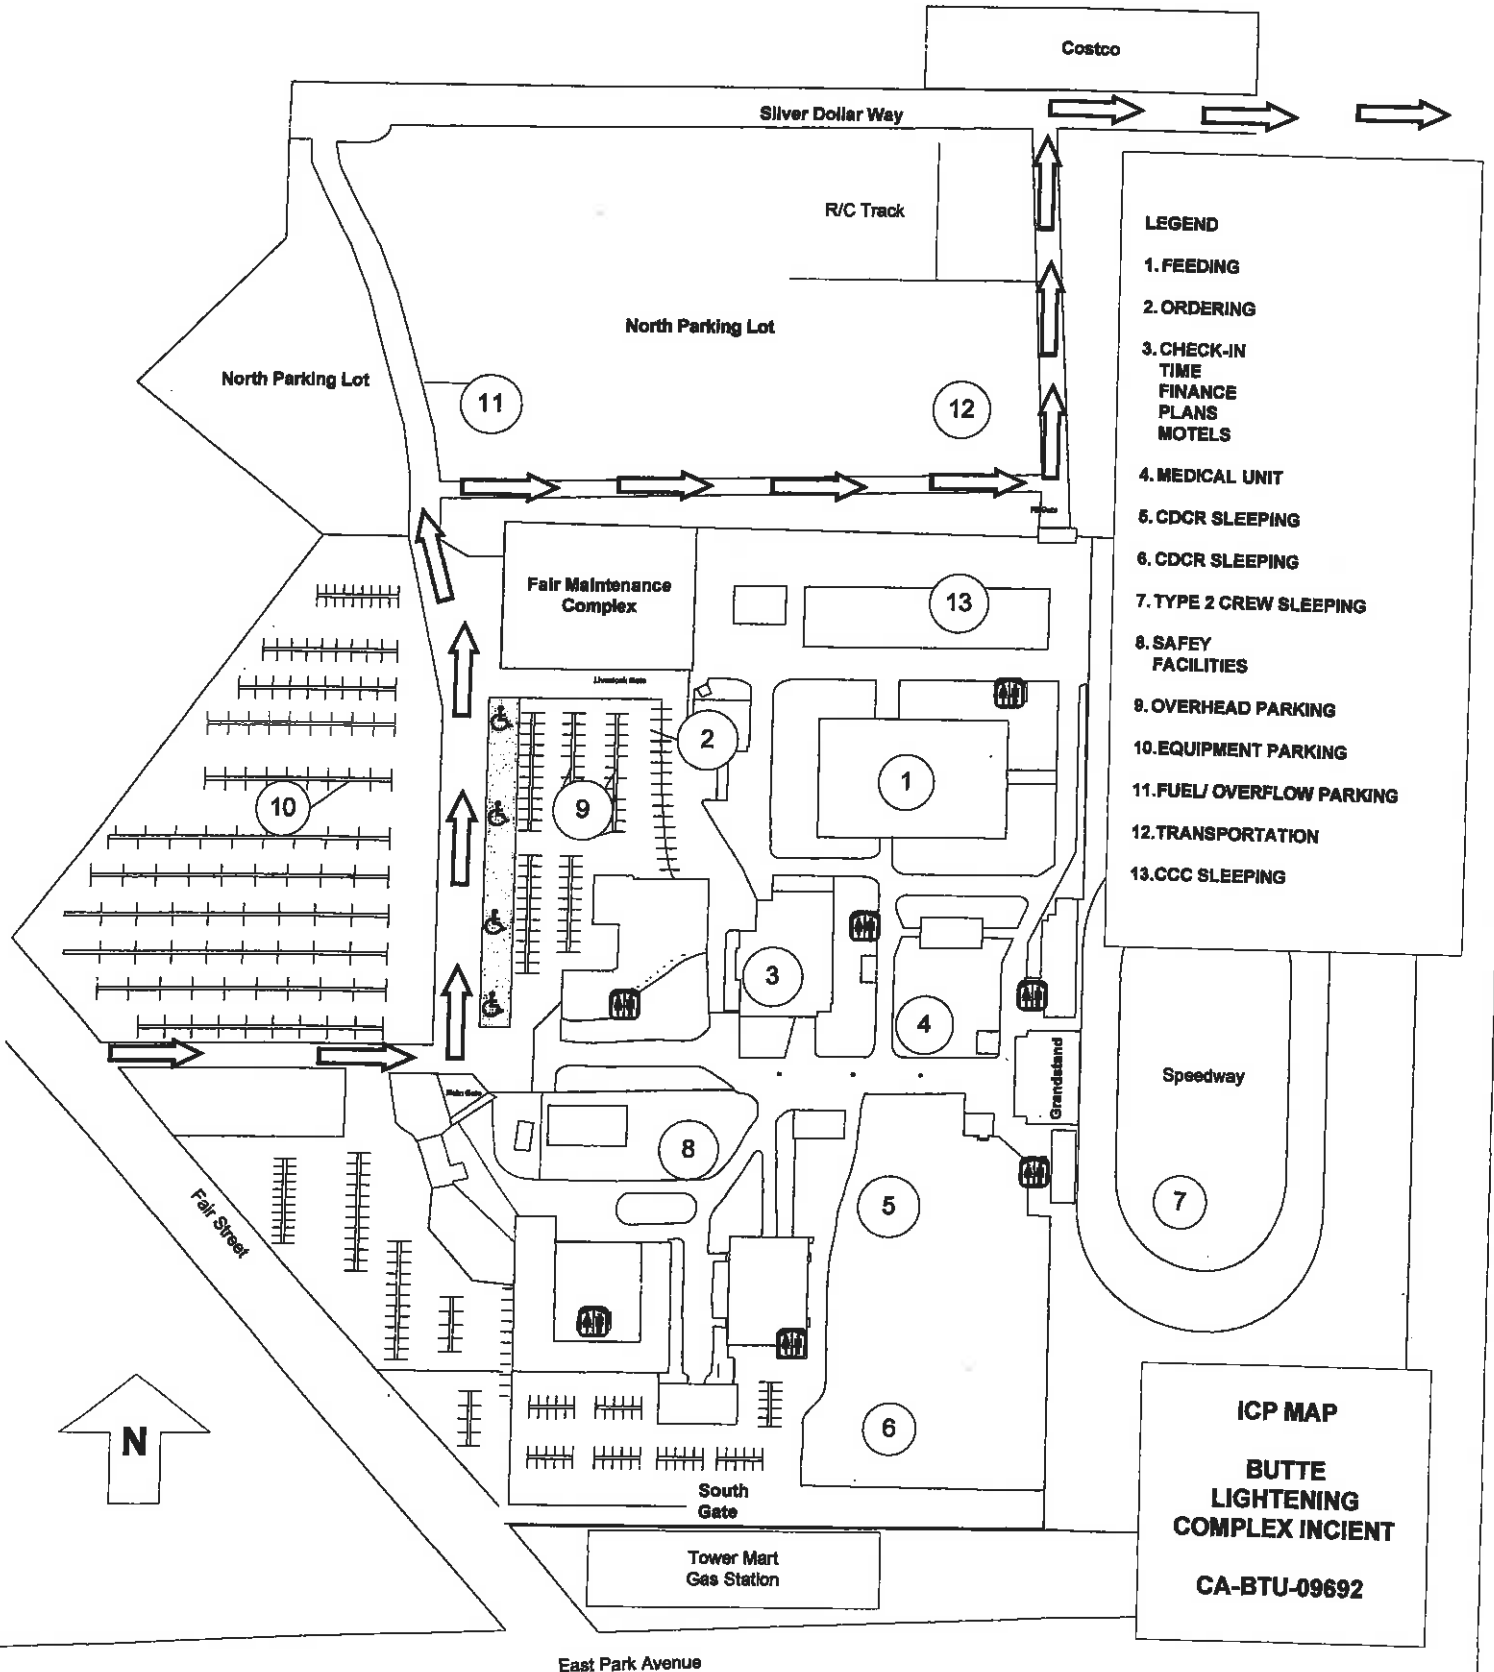 Costco
Silver Dollar Way
R/C Track
North Parking Lot
North Parking Lot
11
12
LEGEND
1. FEEDING
2. ORDERING
3. CHECK-IN
TIME
FINANCE
PLANS
MOTELS
4. MEDICAL UNIT
5. CDCR SLEEPING
6. CDCR SLEEPING
7. TYPE 2 CREW SLEEPING
8. SAFEY
FACILITIES
9. OVERHEAD PARKING
10. EQUIPMENT PARKING
11. FUEL/ OVERFLOW PARKING
12. TRANSPORTATION
13. CCC SLEEPING
Fair Maintenance
Complex
13
Livestock Gate
2
1
9
10
3
4
Grandstand
Speedway
Main Gate
8
5
7
Fair Street
6
N
South
Gate
Tower Mart
Gas Station
East Park Avenue
ICP MAP
BUTTE
LIGHTENING
COMPLEX INCIENT
CA-BTU-09692